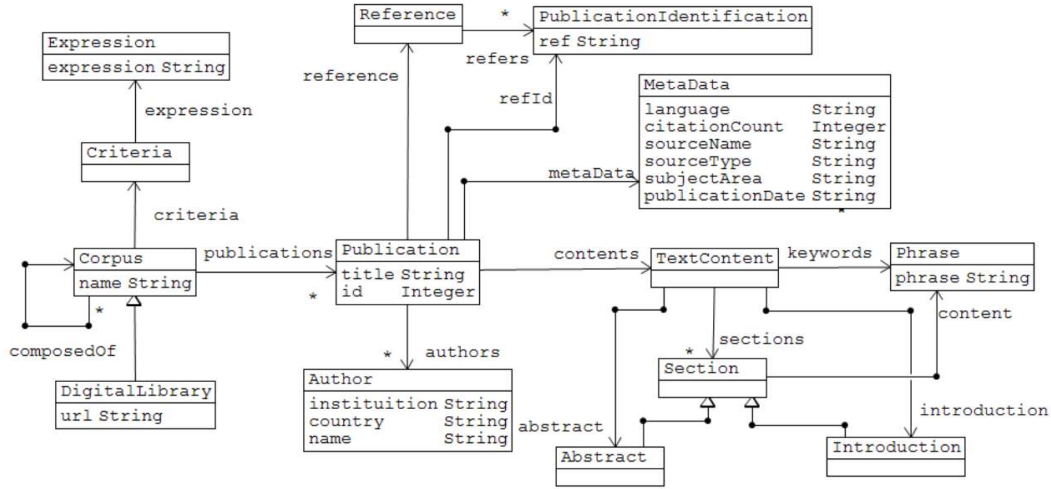 Reference
*
PublicationIdentification
ref String
refers
Expression
expression String
reference
refId
MetaData
language String
citationCount Integer
sourceName String
sourceType String
subjectArea String
publicationDate String
*
expression
Criteria
metaData
criteria
Corpus
name String
*
composedOf
publications
*
Publication
title String
id Integer
contents
TextContent
keywords
Phrase
phrase String
content
sections
*
Section
* authors
DigitalLibrary
url String
Author
instituition String
country String
name String
abstract
introduction
Abstract
Introduction